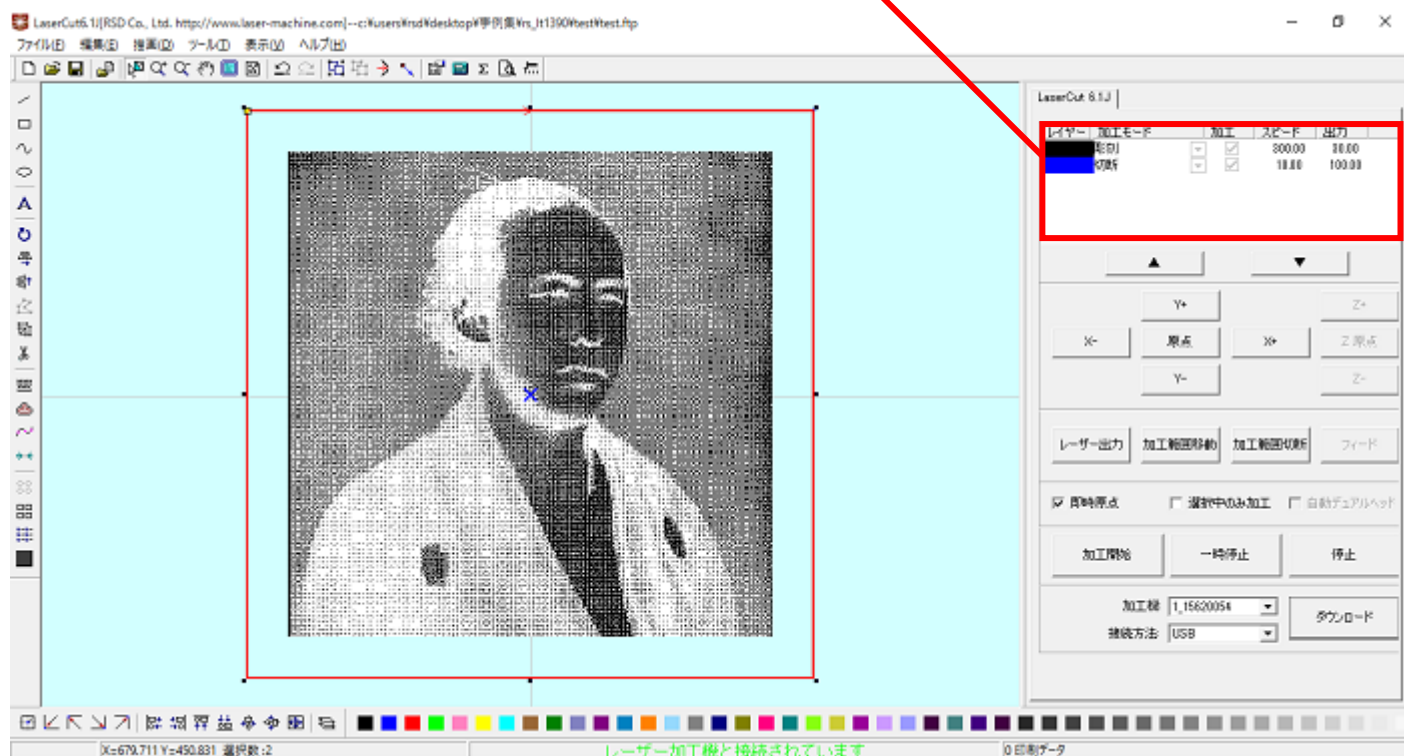 LaserCut6.1J[RSD Co., Ltd. http://www.laser-machine.com]--c:¥users¥rsd¥desktop¥事例集¥rs_lt1390¥test¥test.ftp
ファイル(E) 編集(E) 描画(D) ツール(I) 表示(V) ヘルプ(H)
LaserCut 6.1J
レイヤー 加工モード 加工 スピード 出力
彫刻 300.00 30.00
切断 10.00 100.00
▲ ▼
Y+ Z+
X- 原点 X+ Z 原点
Y- Z-
レーザー出力 加工範囲移動 加工範囲切断 フィード
即時原点 選択中のみ加工 自動デュアルヘッド
加工開始 一時停止 停止
加工機 1_15620054
ダウンロード
接続方法: USB
X=679.711 Y=450.831 選択数:2 レーザー加工機と接続されています 0 印刷データ